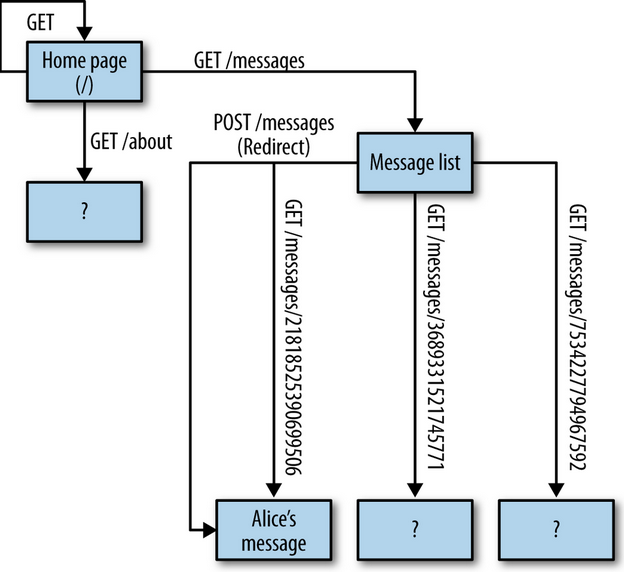 GET
Home page
(/)
GET /messages
GET /about
?
POST /messages
(Redirect)
Message list
GET /messages/21818525390699506
GET /messages/3689331521745771
GET /messages/7534227794967592
Alice's
message
?
?